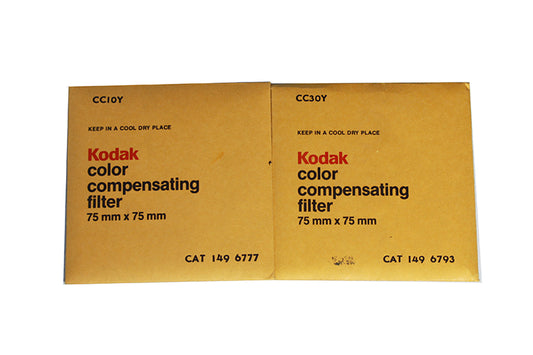 CC10Y
KEEP IN A COOL DRY PLACE
Kodak
color
compensating
filter
75 mm x 75 mm
CAT 149 6777
CC30Y
KEEP IN A COOL DRY PLACE
Kodak
color
compensating
filter
75 mm x 75 mm
CAT 149 6793